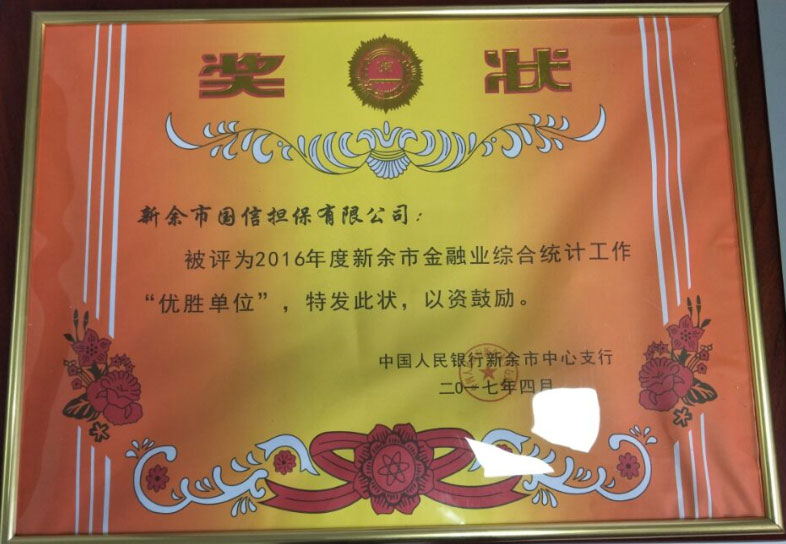 奖 状
新余市国信担保有限公司：
被评为2016年度新余市金融业综合统计工作
“优胜单位”，特发此状，以资鼓励。
中国人民银行新余市中心支行
二0一七年四月